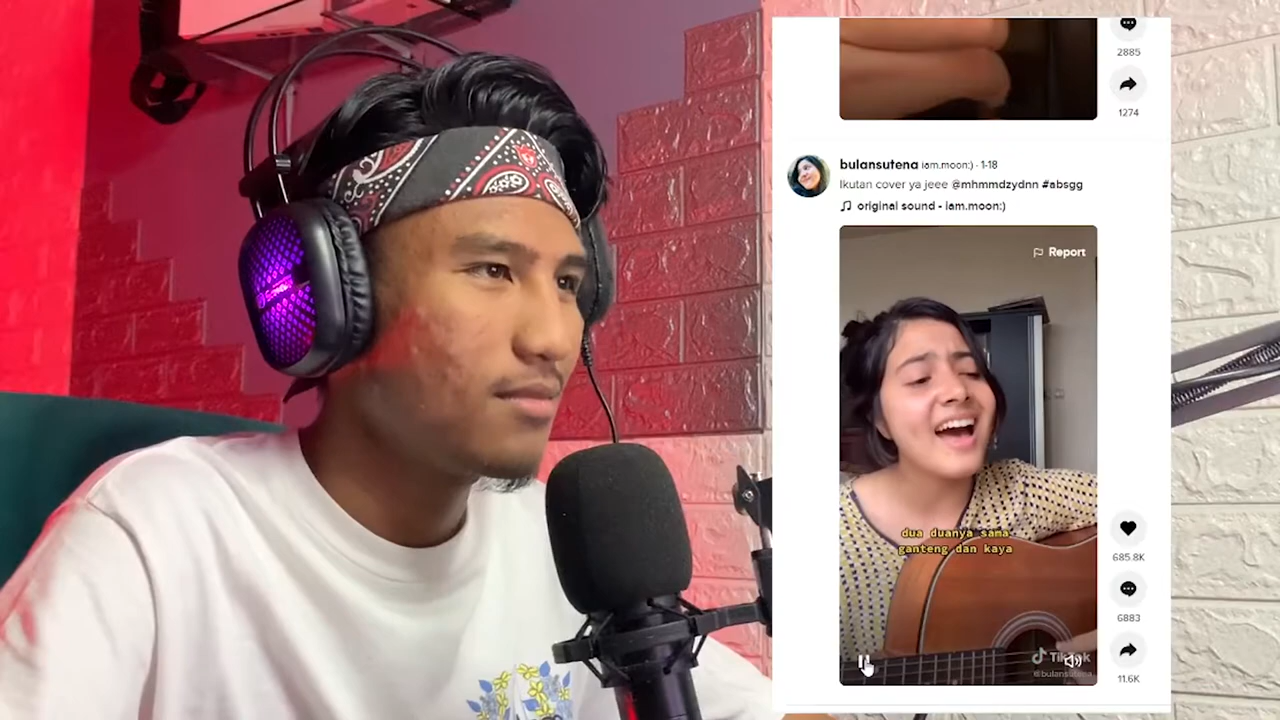 2885
1274
bulansutena iam.moon:) · 1-18
Ikutan cover ya jeee @mhmmdzydnn #absgg
original sound - iam.moon:)
Report
dua duanya sama
ganteng dan kaya
685.8K
6883
11.6K
TikTok
@bulansutena